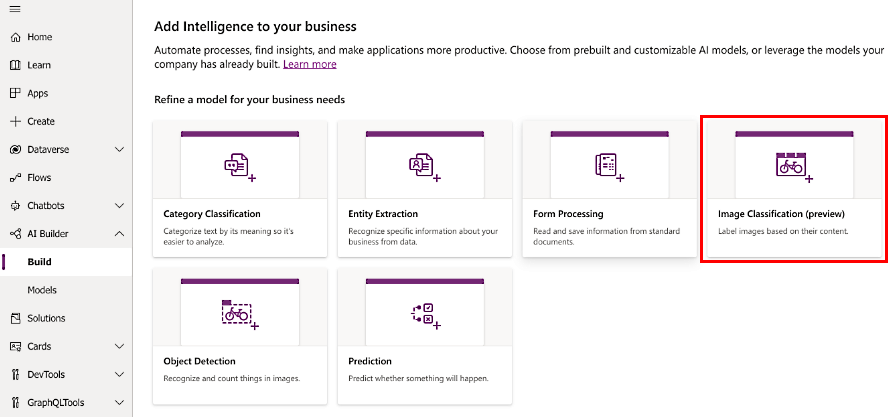 Home
Learn
Apps
Create
Dataverse
Flows
Chatbots
AI Builder
Build
Models
Solutions
Cards
DevTools
GraphQLTools
Add Intelligence to your business
Automate processes, find insights, and make applications more productive. Choose from prebuilt and customizable AI models, or leverage the models your
company has already built. Learn more
Refine a model for your business needs
Category Classification
Categorize text by its meaning so it's
easier to analyze.
Entity Extraction
Recognize specific information about your
business from data.
Form Processing
Read and save information from standard
documents.
Image Classification (preview)
Label images based on their content.
Object Detection
Recognize and count things in images.
Prediction
Predict whether something will happen.